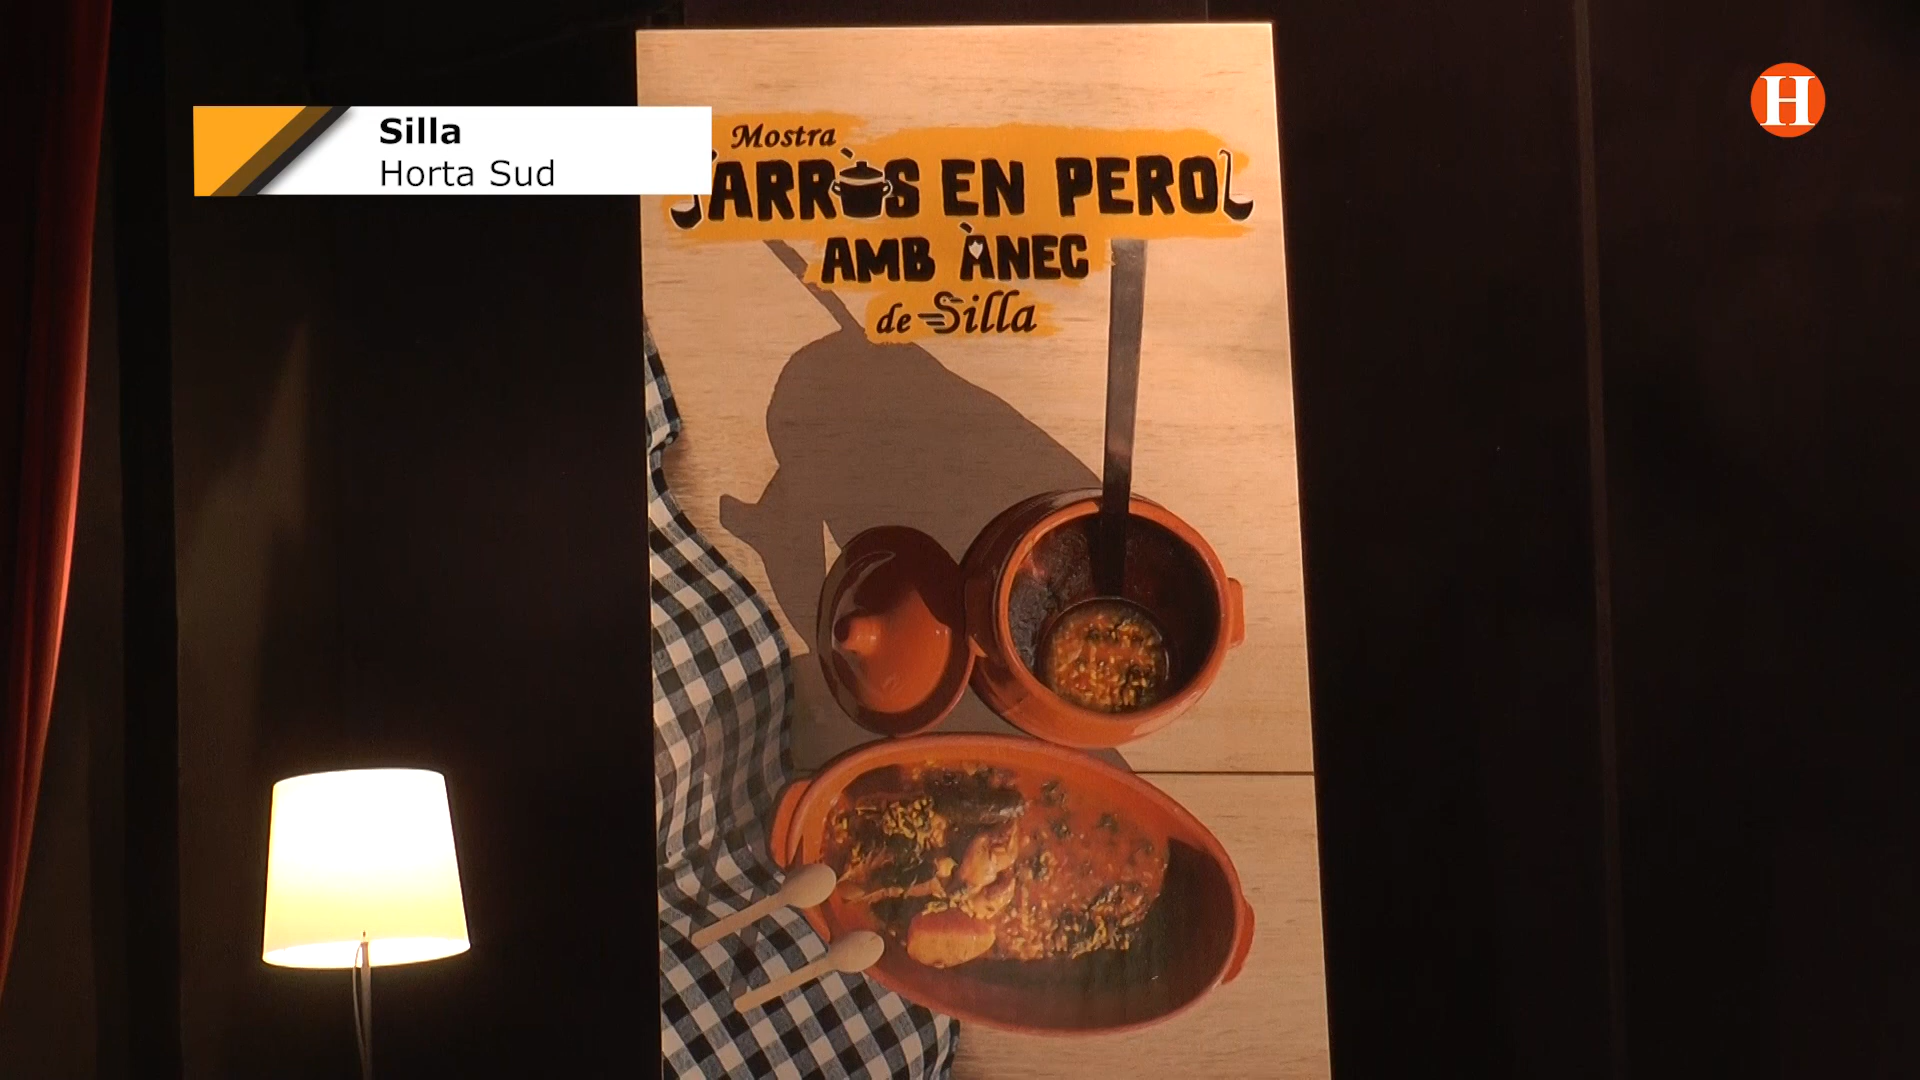 Silla
Horta Sud
H
Mostra
ARRÒS EN PEROL
AMB ÀNEC
de Silla